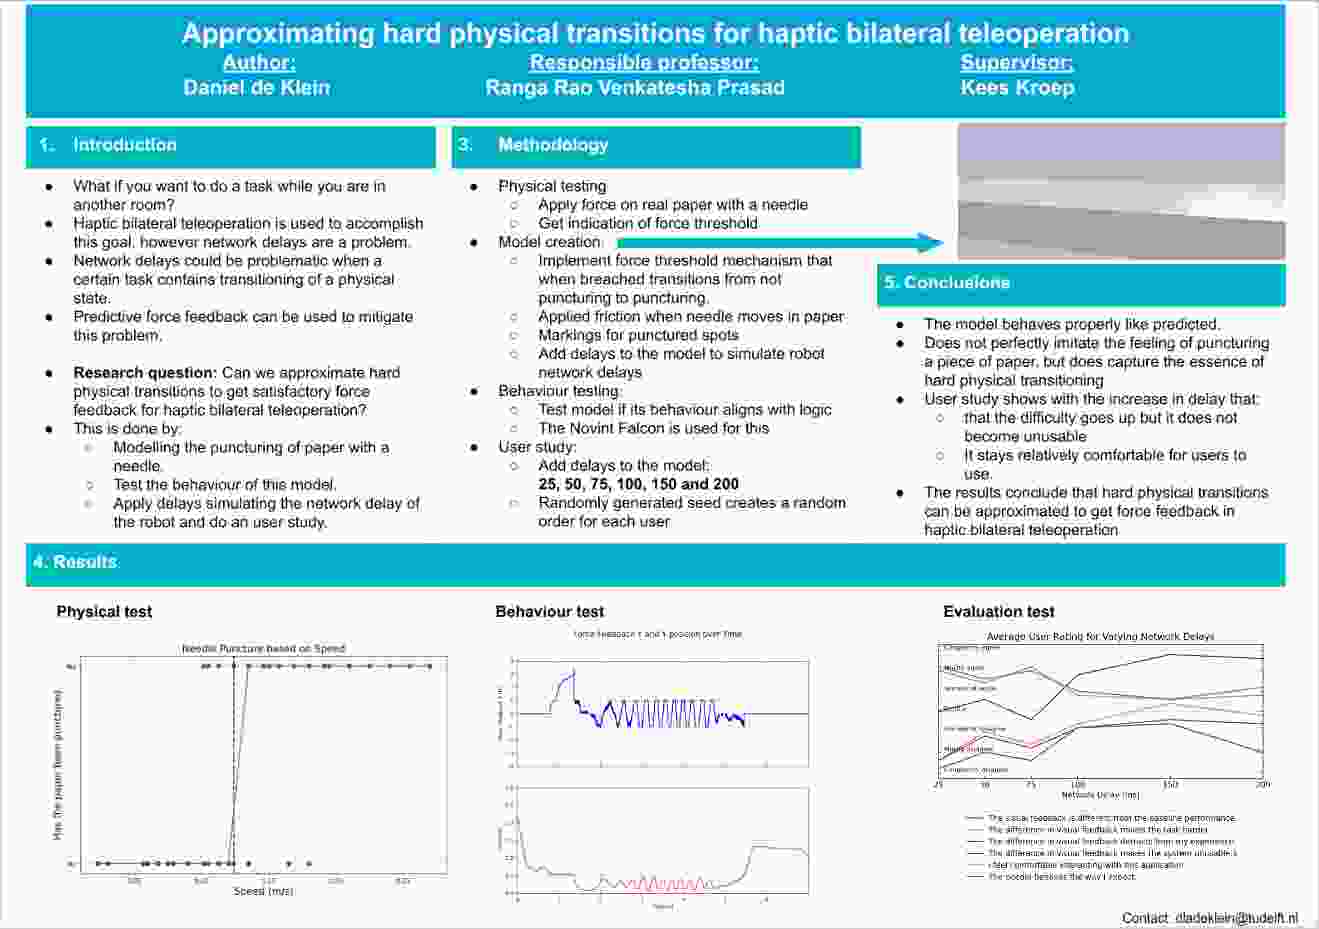 Approximating hard physical transitions for haptic bilateral teleoperation
Author:
Daniel de Klein
Responsible professor:
Ranga Rao Venkatesha Prasad
Supervisor:
Kees Kroep
1. Introduction
● What if you want to do a task while you are in
another room?
● Haptic bilateral teleoperation is used to accomplish
this goal, however network delays are a problem.
● Network delays could be problematic when a
certain task contains transitioning of a physical
state.
● Predictive force feedback can be used to mitigate
this problem.
● Research question: Can we approximate hard
physical transitions to get satisfactory force
feedback for haptic bilateral teleoperation?
● This is done by:
○ Modelling the puncturing of paper with a
needle.
○ Test the behaviour of this model.
○ Apply delays simulating the network delay of
the robot and do an user study.
3. Methodology
● Physical testing
○ Apply force on real paper with a needle
○ Get indication of force threshold
● Model creation:
○ Implement force threshold mechanism that
when breached transitions from not
puncturing to puncturing.
○ Applied friction when needle moves in paper
○ Markings for punctured spots
○ Add delays to the model to simulate robot
network delays
● Behaviour testing:
○ Test model if its behaviour aligns with logic
○ The Novint Falcon is used for this
● User study:
○ Add delays to the model:
25, 50, 75, 100, 150 and 200
○ Randomly generated seed creates a random
order for each user
5. Conclusions
● The model behaves properly like predicted.
● Does not perfectly imitate the feeling of puncturing
a piece of paper, but does capture the essence of
hard physical transitioning
● User study shows with the increase in delay that:
○ that the difficulty goes up but it does not
become unusable
○ It stays relatively comfortable for users to
use.
● The results conclude that hard physical transitions
can be approximated to get force feedback in
haptic bilateral teleoperation
4. Results
Physical test
Needle Puncture based on Speed
Has the paper been punctured
Speed (m/s)
Behaviour test
Force Feedback Y and Y position over Time
Evaluation test
Average User Rating for Varying Network Delays
Completely agree
Mostly agree
Mostly disagree
Completely disagree
25 50 75 100 150 200
Network Delay (ms)
The visual feedback is different from the baseline performance.
The difference in visual feedback makes the task harder.
The difference in visual feedback detracts from my experience.
The difference in visual feedback makes the system unusable.
I feel comfortable interacting with this application.
The needle behaves the way I expect.
Contact: dladeklein@tudelft.nl